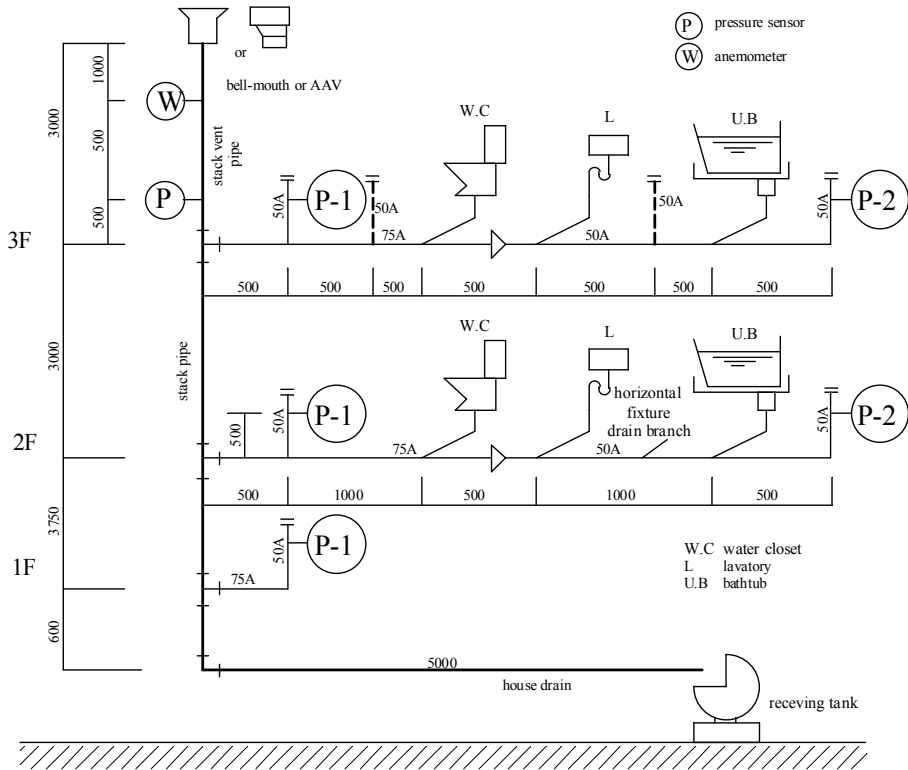 P pressure sensor
W anemometer
or
bell-mouth or AAV
3000
1000
500
500
W
P
stack vent
pipe
W.C
L
U.B
50A
P-1
50A
50A
50A
P-2
3F
75A
50A
500
500
500
500
500
500
500
3000
stack pipe
W.C
L
U.B
horizontal
fixture
drain branch
500
50A
P-1
50A
P-2
2F
75A
50A
500
1000
500
1000
500
3750
50A
P-1
1F
75A
W.C water closet
L lavatory
U.B bathtub
600
5000
house drain
receving tank